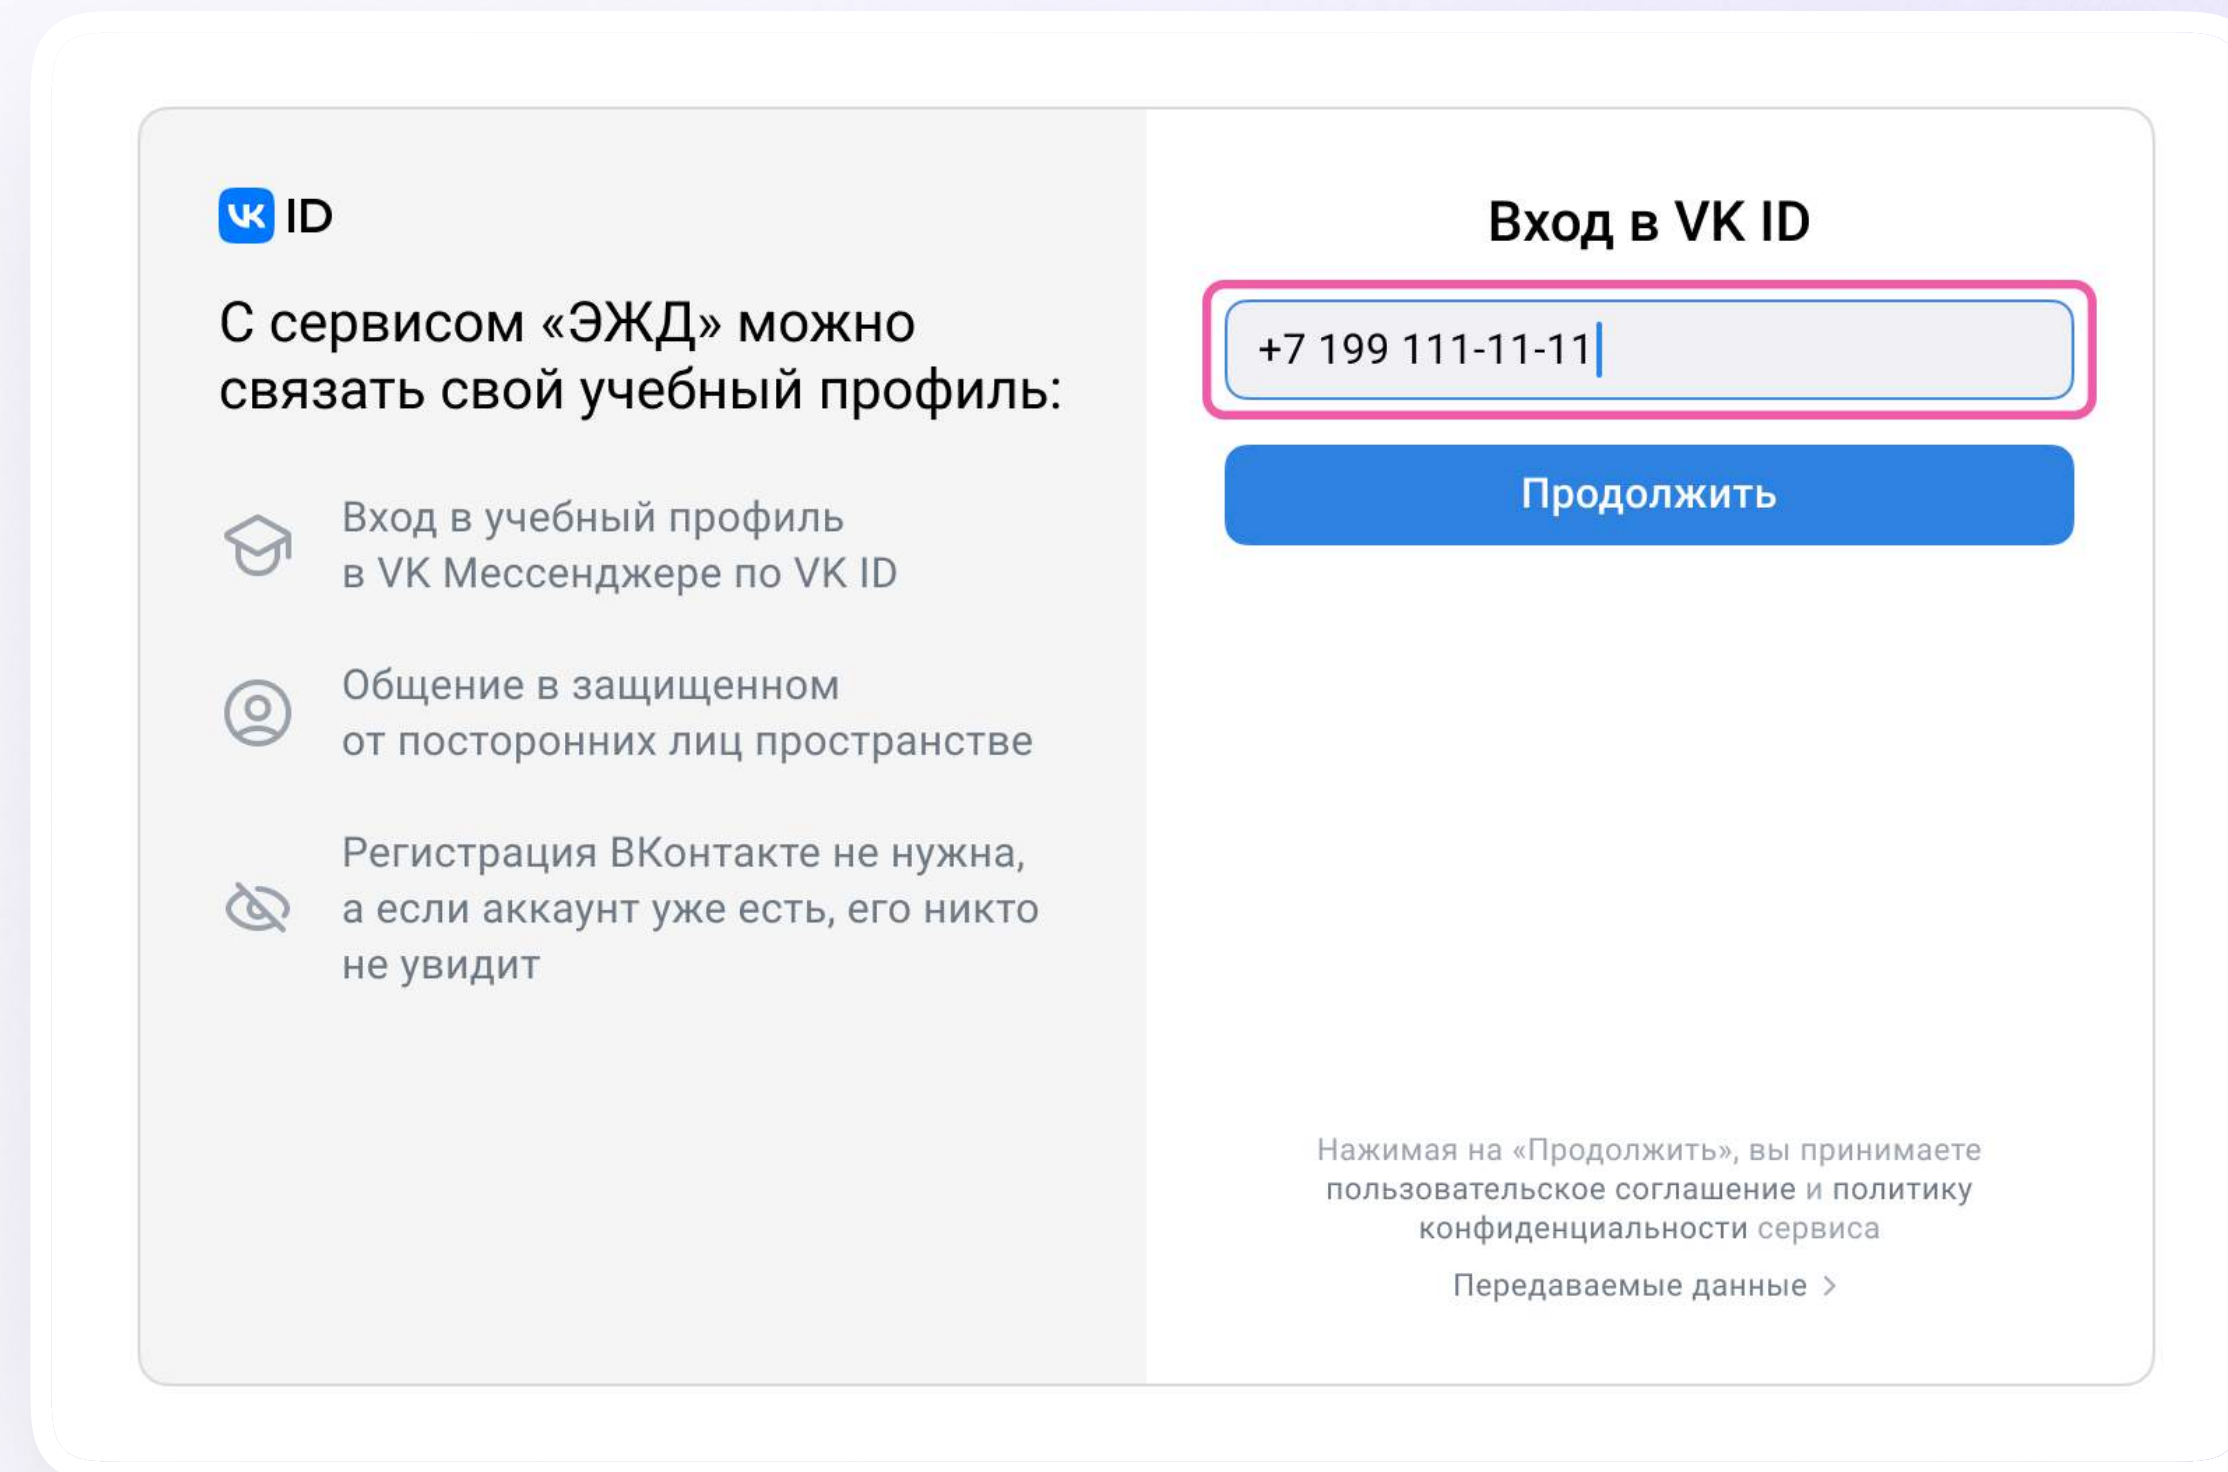 VK ID
С сервисом «ЭЖД» можно
связать свой учебный профиль:
Вход в учебный профиль
в VK Мессенджере по VK ID
Общение в защищенном
от посторонних лиц пространстве
Регистрация ВКонтакте не нужна,
а если аккаунт уже есть, его никто
не увидит
Вход в VK ID
+7 199 111-11-11
Продолжить
Нажимая на «Продолжить», вы принимаете
пользовательское соглашение и политику
конфиденциальности сервиса
Передаваемые данные